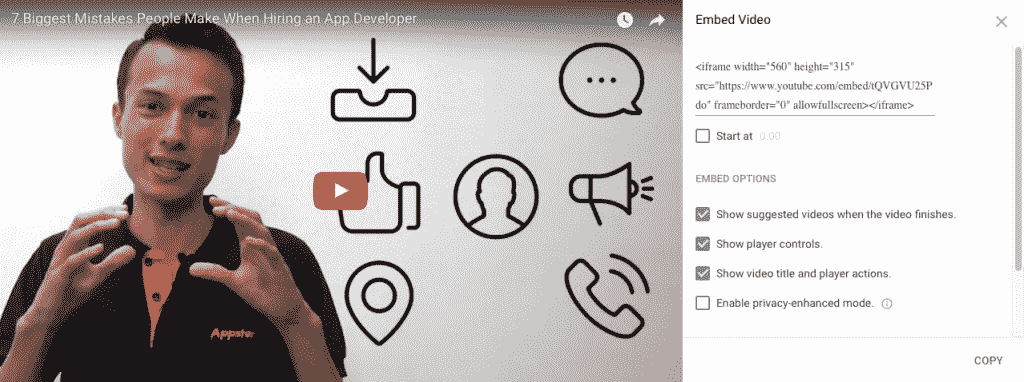 7 Biggest Mistakes People Make When Hiring an App Developer
Appster
Embed Video
<iframe width="560" height="315"
src="https://www.youtube.com/embed/tQVGVU25P
do" frameborder="0" allowfullscreen></iframe>
Start at 0:00
EMBED OPTIONS
Show suggested videos when the video finishes.
Show player controls.
Show video title and player actions.
Enable privacy-enhanced mode.
COPY